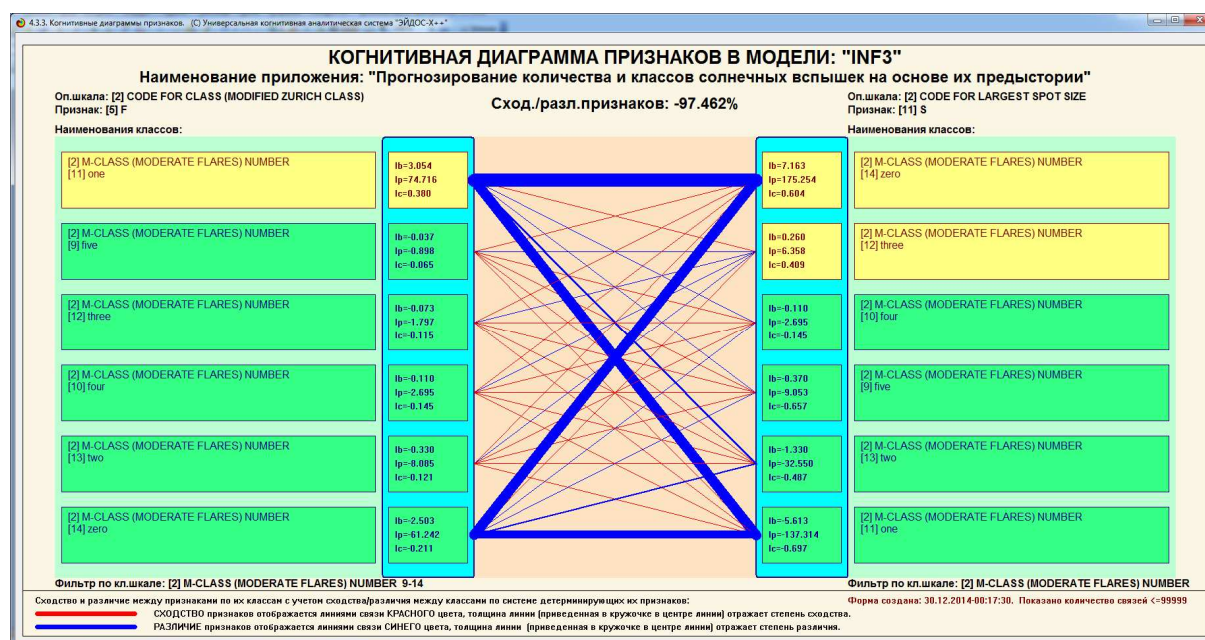 4.3.3. Когнитивные диаграммы признаков. (C) Универсальная когнитивная аналитическая система "ЭЙДОС-X++"
КОГНИТИВНАЯ ДИАГРАММА ПРИЗНАКОВ В МОДЕЛИ: "INF3"
Наименование приложения: "Прогнозирование количества и классов солнечных вспышек на основе их предыстории"
Оп.шкала: [2] CODE FOR CLASS (MODIFIED ZURICH CLASS)
Признак: [5] F
Сход./разл.признаков: -97.462%
Оп.шкала: [2] CODE FOR LARGEST SPOT SIZE
Признак: [11] S
Наименования классов:
Наименования классов:
[2] M-CLASS (MODERATE FLARES) NUMBER
[11] one
Ib=3.054
Ip=74.716
Ic=0.380
Ib=7.163
Ip=175.254
Ic=0.604
[2] M-CLASS (MODERATE FLARES) NUMBER
[14] zero
[2] M-CLASS (MODERATE FLARES) NUMBER
[9] five
Ib=-0.037
Ip=-0.898
Ic=-0.065
Ib=0.260
Ip=6.358
Ic=0.409
[2] M-CLASS (MODERATE FLARES) NUMBER
[12] three
[2] M-CLASS (MODERATE FLARES) NUMBER
[12] three
Ib=-0.073
Ip=-1.797
Ic=-0.115
Ib=-0.110
Ip=-2.695
Ic=-0.145
[2] M-CLASS (MODERATE FLARES) NUMBER
[10] four
[2] M-CLASS (MODERATE FLARES) NUMBER
[10] four
Ib=-0.110
Ip=-2.695
Ic=-0.145
Ib=-0.370
Ip=-9.053
Ic=-0.657
[2] M-CLASS (MODERATE FLARES) NUMBER
[9] five
[2] M-CLASS (MODERATE FLARES) NUMBER
[13] two
Ib=-0.330
Ip=-8.085
Ic=-0.121
Ib=-1.330
Ip=-32.550
Ic=-0.487
[2] M-CLASS (MODERATE FLARES) NUMBER
[13] two
[2] M-CLASS (MODERATE FLARES) NUMBER
[14] zero
Ib=-2.503
Ip=-61.242
Ic=-0.211
Ib=-5.613
Ip=-137.314
Ic=-0.697
[2] M-CLASS (MODERATE FLARES) NUMBER
[11] one
Фильтр по кл.шкале: [2] M-CLASS (MODERATE FLARES) NUMBER 9-14
Фильтр по кл.шкале: [2] M-CLASS (MODERATE FLARES) NUMBER
Сходство и различие между признаками по их классам с учетом сходства/различия между классами по системе детерминирующих их признаков:
Форма создана: 30.12.2014-00:17:30. Показано количество связей <=99999
СХОДСТВО признаков отображается линиями связи КРАСНОГО цвета, толщина линии (приведенная в кружочке в центре линии) отражает степень сходства.
РАЗЛИЧИЕ признаков отображается линиями связи СИНЕГО цвета, толщина линии (приведенная в кружочке в центре линии) отражает степень различия.